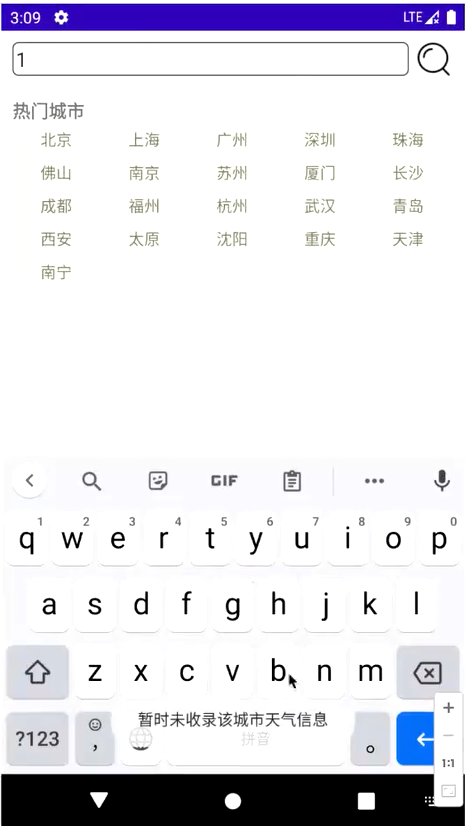 3:09 LTE
1
热门城市
北京 上海 广州 深圳 珠海
佛山 南京 苏州 厦门 长沙
成都 福州 杭州 武汉 青岛
西安 太原 沈阳 重庆 天津
南宁
GIF
1 2 3 4 5 6 7 8 9 0
q w e r t y u i o p
a s d f g h j k l
z x c v b n m
暂时未收录该城市天气信息
?123 , 拼音 。
1:1